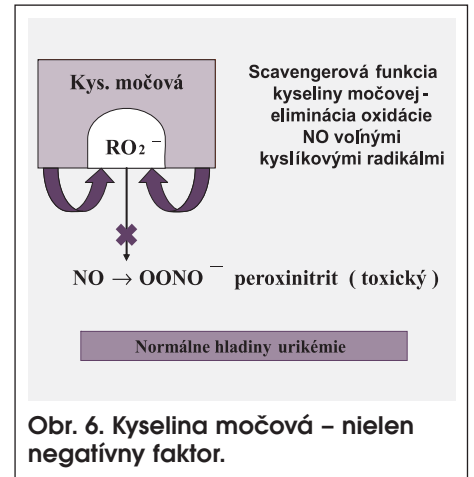 Kys. močová
RO₂⁻
Scavengerová funkcia
kyseliny močovej -
eliminácia oxidácie
NO voľnými
kyslíkovými radikálmi
NO → OONO⁻ peroxinitrit ( toxický )
Normálne hladiny urikémie
Obr. 6. Kyselina močová – nielen
negatívny faktor.